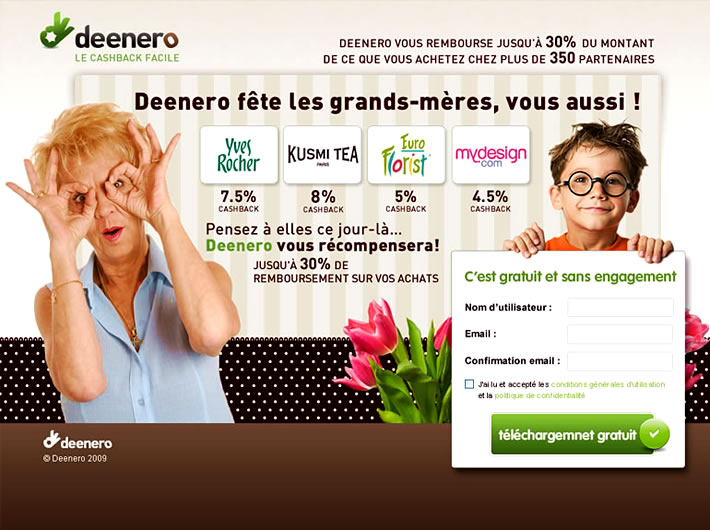 deenero
LE CASHBACK FACILE
DEENERO VOUS REMBOURSE JUSQU'À 30% DU MONTANT
DE CE QUE VOUS ACHETEZ CHEZ PLUS DE 350 PARTENAIRES
Deenero fête les grands-mères, vous aussi !
Yves
Rocher
KUSMI TEA
PARIS
Euro
Florist
mydesign
.com
7.5%
CASHBACK
8%
CASHBACK
5%
CASHBACK
4.5%
CASHBACK
Pensez à elles ce jour-là...
Deenero vous récompensera!
JUSQU'À 30% DE
REMBOURSEMENT SUR VOS ACHATS
C'est gratuit et sans engagement
Nom d'utilisateur :
Email :
Confirmation email :
J'ai lu et accepté les conditions générales d'utilisation
et la politique de confidentialité
téléchargemnet gratuit
deenero
© Deenero 2009